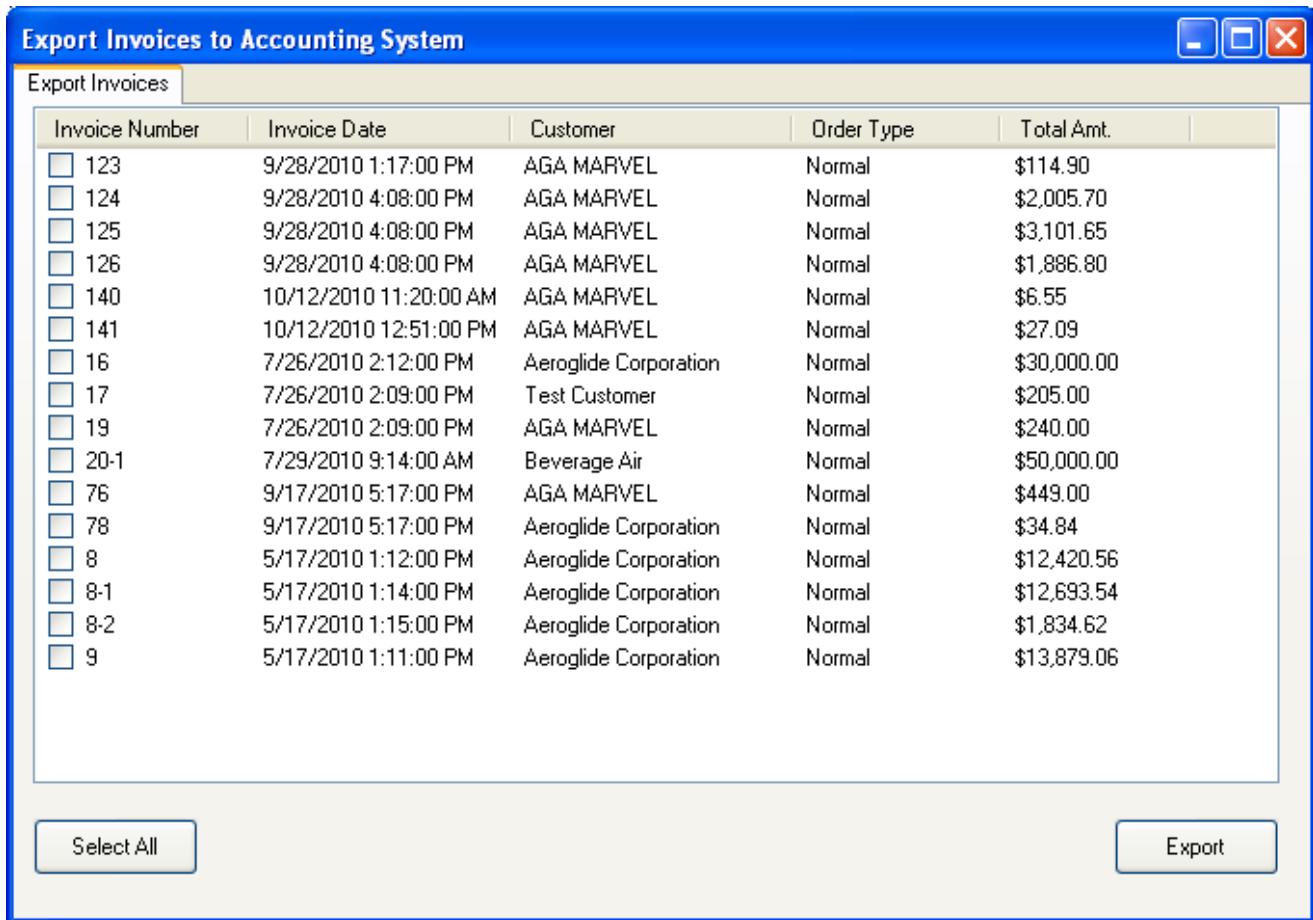 Export Invoices to Accounting System
Export Invoices
Invoice Number Invoice Date Customer Order Type Total Amt.
123 9/28/2010 1:17:00 PM AGA MARVEL Normal $114.90
124 9/28/2010 4:08:00 PM AGA MARVEL Normal $2,005.70
125 9/28/2010 4:08:00 PM AGA MARVEL Normal $3,101.65
126 9/28/2010 4:08:00 PM AGA MARVEL Normal $1,886.80
140 10/12/2010 11:20:00 AM AGA MARVEL Normal $6.55
141 10/12/2010 12:51:00 PM AGA MARVEL Normal $27.09
16 7/26/2010 2:12:00 PM Aeroglide Corporation Normal $30,000.00
17 7/26/2010 2:09:00 PM Test Customer Normal $205.00
19 7/26/2010 2:09:00 PM AGA MARVEL Normal $240.00
20-1 7/29/2010 9:14:00 AM Beverage Air Normal $50,000.00
76 9/17/2010 5:17:00 PM AGA MARVEL Normal $449.00
78 9/17/2010 5:17:00 PM Aeroglide Corporation Normal $34.84
8 5/17/2010 1:12:00 PM Aeroglide Corporation Normal $12,420.56
8-1 5/17/2010 1:14:00 PM Aeroglide Corporation Normal $12,693.54
8-2 5/17/2010 1:15:00 PM Aeroglide Corporation Normal $1,834.62
9 5/17/2010 1:11:00 PM Aeroglide Corporation Normal $13,879.06
Select All Export